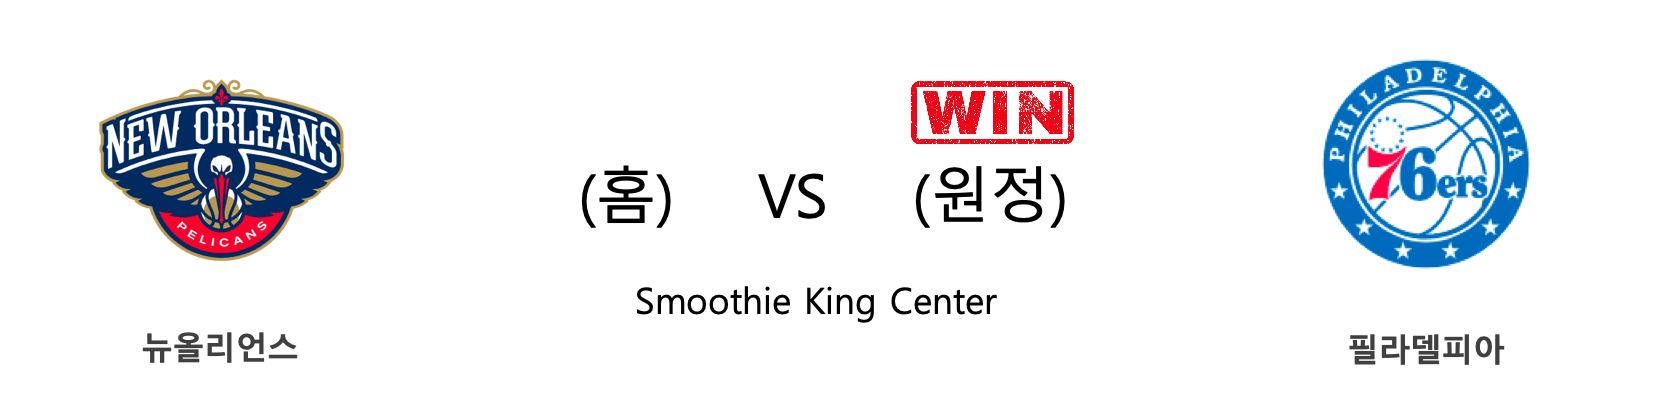 NEW ORLEANS
PELICANS
뉴올리언스
WIN
(홈) VS (원정)
Smoothie King Center
PHILADELPHIA
76ers
필라델피아